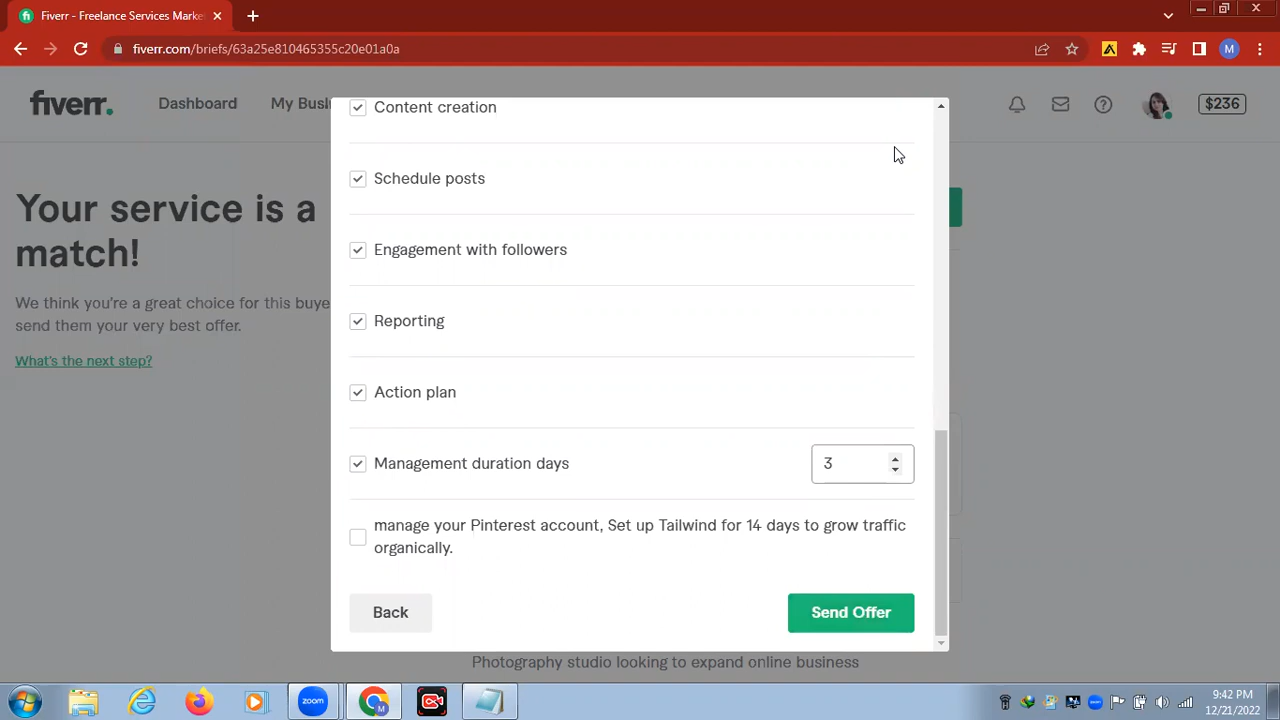 Fiverr - Freelance Services Marke
fiverr.com/briefs/63a25e810465355c20e01a0a
M
fiverr.
Dashboard
My Busi
$236
Your service is a
match!
We think you're a great choice for this buye
send them your very best offer.
What's the next step?
Content creation
Schedule posts
Engagement with followers
Reporting
Action plan
Management duration days
3
manage your Pinterest account, Set up Tailwind for 14 days to grow traffic
organically.
Back
Send Offer
Photography studio looking to expand online business
zoom
M
9:42 PM
12/21/2022